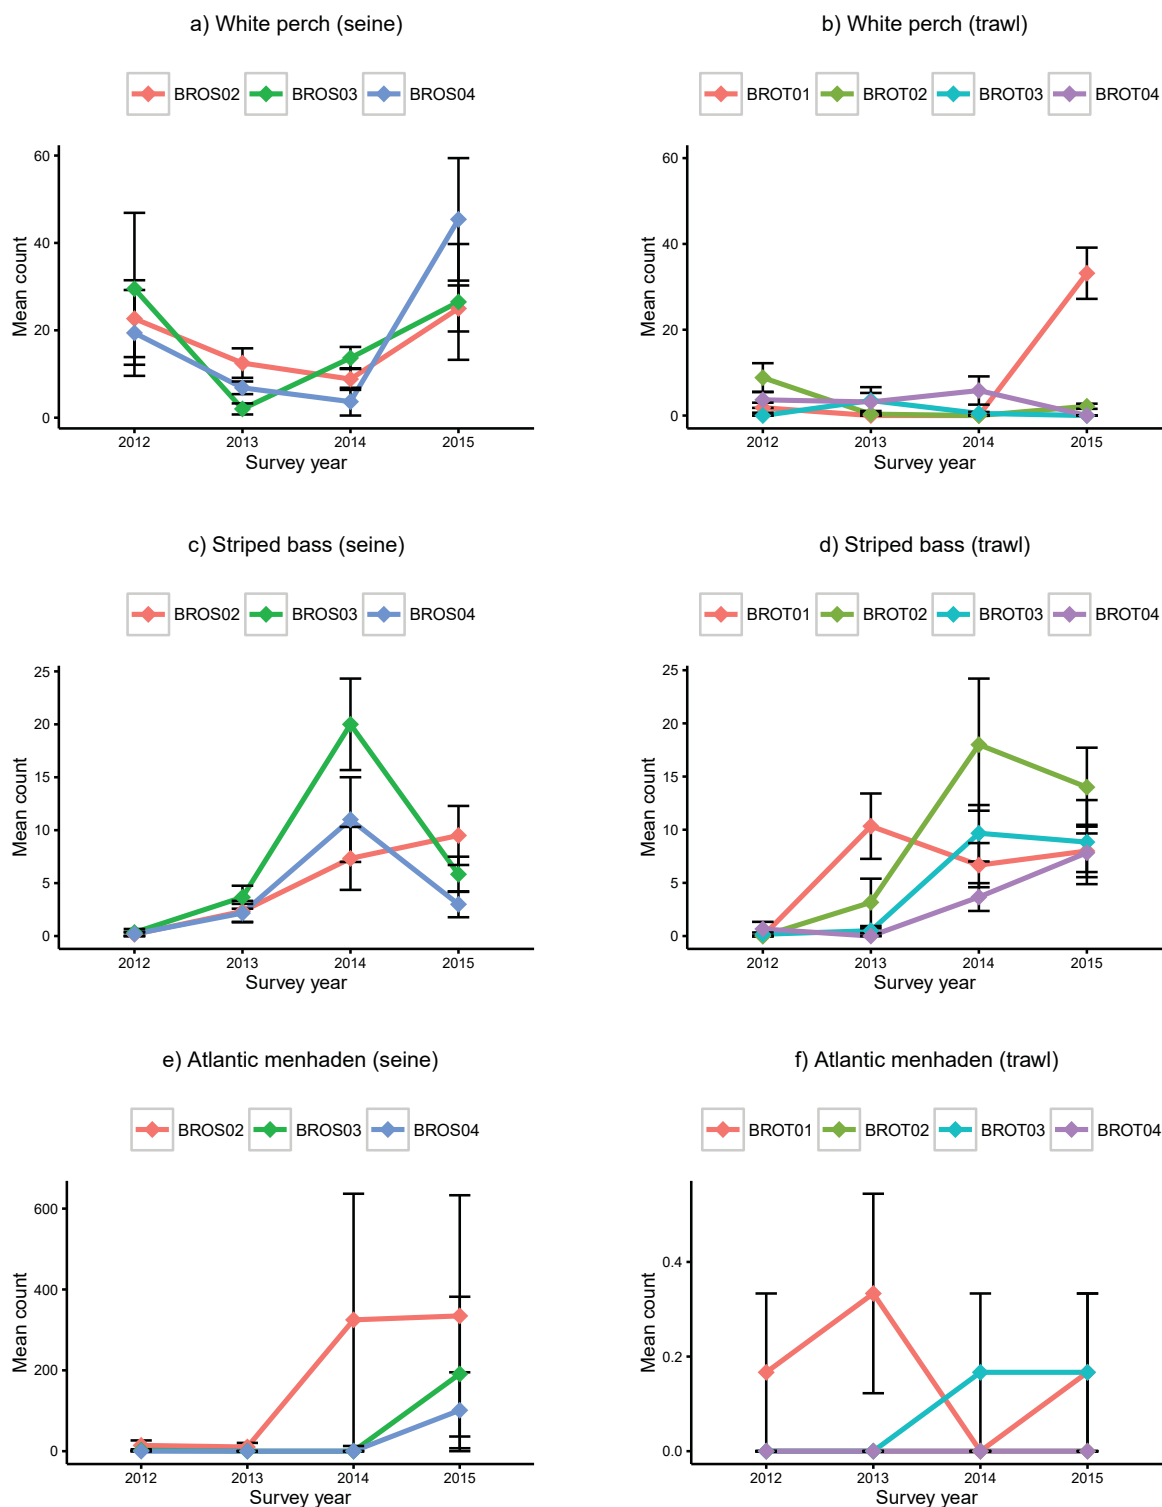 a) White perch (seine)
b) White perch (trawl)
BROS02 BROS03 BROS04
BROT01 BROT02 BROT03 BROT04
60
40
20
0
Mean count
2012 2013 2014 2015
Survey year
60
40
20
0
Mean count
2012 2013 2014 2015
Survey year
c) Striped bass (seine)
d) Striped bass (trawl)
BROS02 BROS03 BROS04
BROT01 BROT02 BROT03 BROT04
25
20
15
10
5
0
Mean count
2012 2013 2014 2015
Survey year
25
20
15
10
5
0
Mean count
2012 2013 2014 2015
Survey year
e) Atlantic menhaden (seine)
f) Atlantic menhaden (trawl)
BROS02 BROS03 BROS04
BROT01 BROT02 BROT03 BROT04
600
400
200
0
Mean count
2012 2013 2014 2015
Survey year
0.4
0.2
0.0
Mean count
2012 2013 2014 2015
Survey year